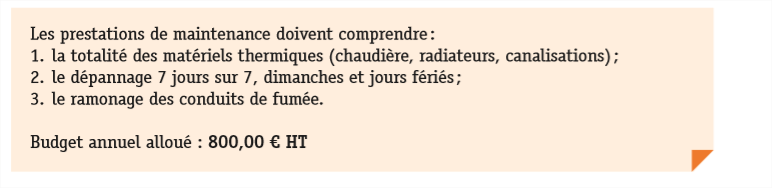 Les prestations de maintenance doivent comprendre :
1. la totalité des matériels thermiques (chaudière, radiateurs, canalisations) ;
2. le dépannage 7 jours sur 7, dimanches et jours fériés ;
3. le ramonage des conduits de fumée.
Budget annuel alloué : 800,00 € HT